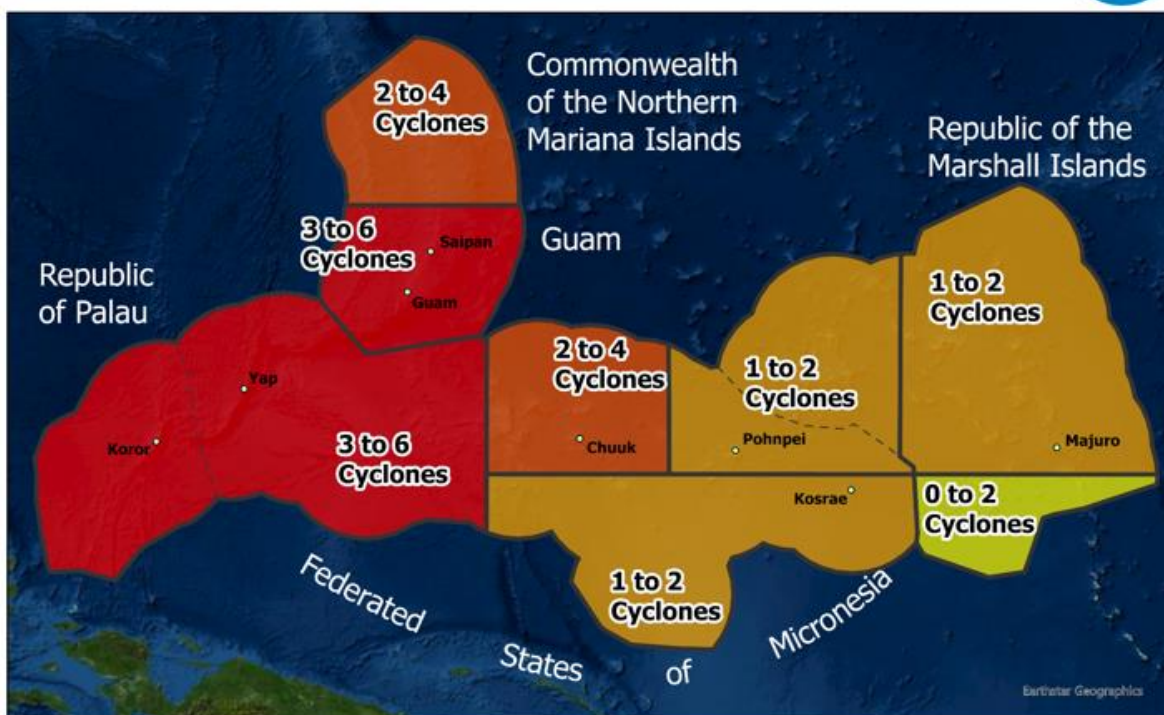 Commonwealth
of the Northern
Mariana Islands
2 to 4
Cyclones
Republic of the
Marshall Islands
3 to 6
Cyclones
Saipan
Guam
Guam
Republic
of Palau
1 to 2
Cyclones
2 to 4
Cyclones
1 to 2
Cyclones
Yap
Koror
3 to 6
Cyclones
Chuuk
Pohnpei
Majuro
Kosrae
0 to 2
Cyclones
1 to 2
Cyclones
Federated
States
of
Micronesia
Earthstar Geographics